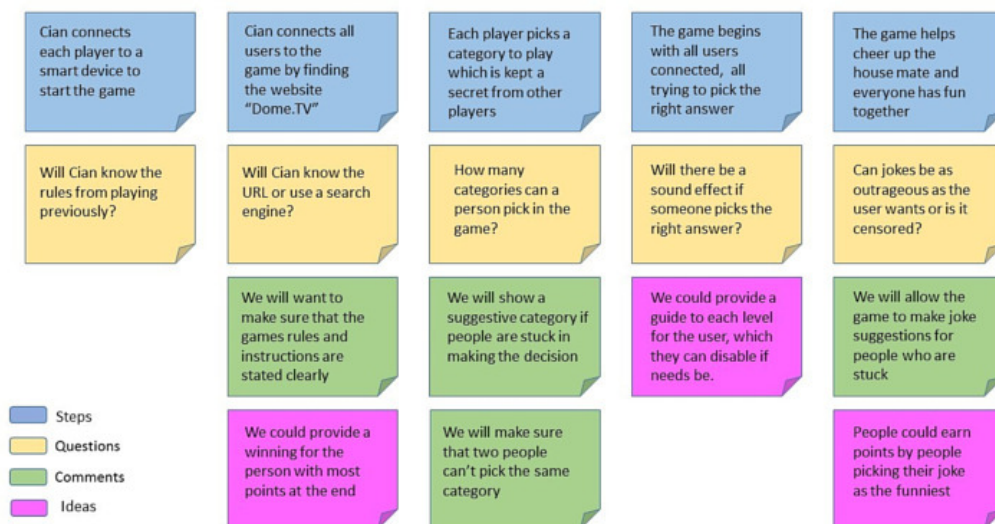 Cian connects
each player to a
smart device to
start the game
Cian connects all
users to the
game by finding
the website
“Dome.TV”
Each player picks a
category to play
which is kept a
secret from other
players
The game begins
with all users
connected,  all
trying to pick the
right answer
The game helps
cheer up the
house mate and
everyone has fun
together
Will Cian know the
rules from playing
previously?
Will Cian know the
URL or use a search
engine?
How many
categories can a
person pick in the
game?
Will there be a
sound effect if
someone picks the
right answer?
Can jokes be as
outrageous as the
user wants or is it
censored?
We will want to
make sure that the
games rules and
instructions are
stated clearly
We will show a
suggestive category if
people are stuck in
making the decision
We could provide a
guide to each level
for the user, which
they can disable if
needs be.
We will allow the
game to make joke
suggestions for
people who are
stuck
We could provide a
winning for the
person with most
points at the end
We will make sure
that two people
can’t pick the same
category
People could earn
points by people
picking their joke
as the funniest
Steps
Questions
Comments
Ideas